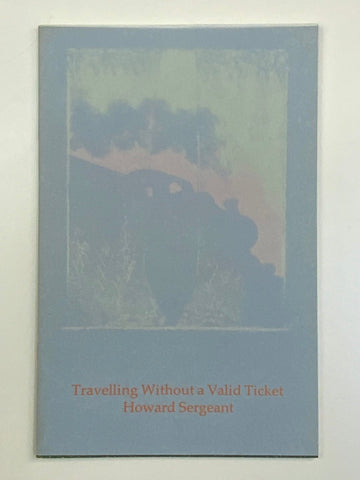 Travelling Without a Valid Ticket
Howard Sergeant